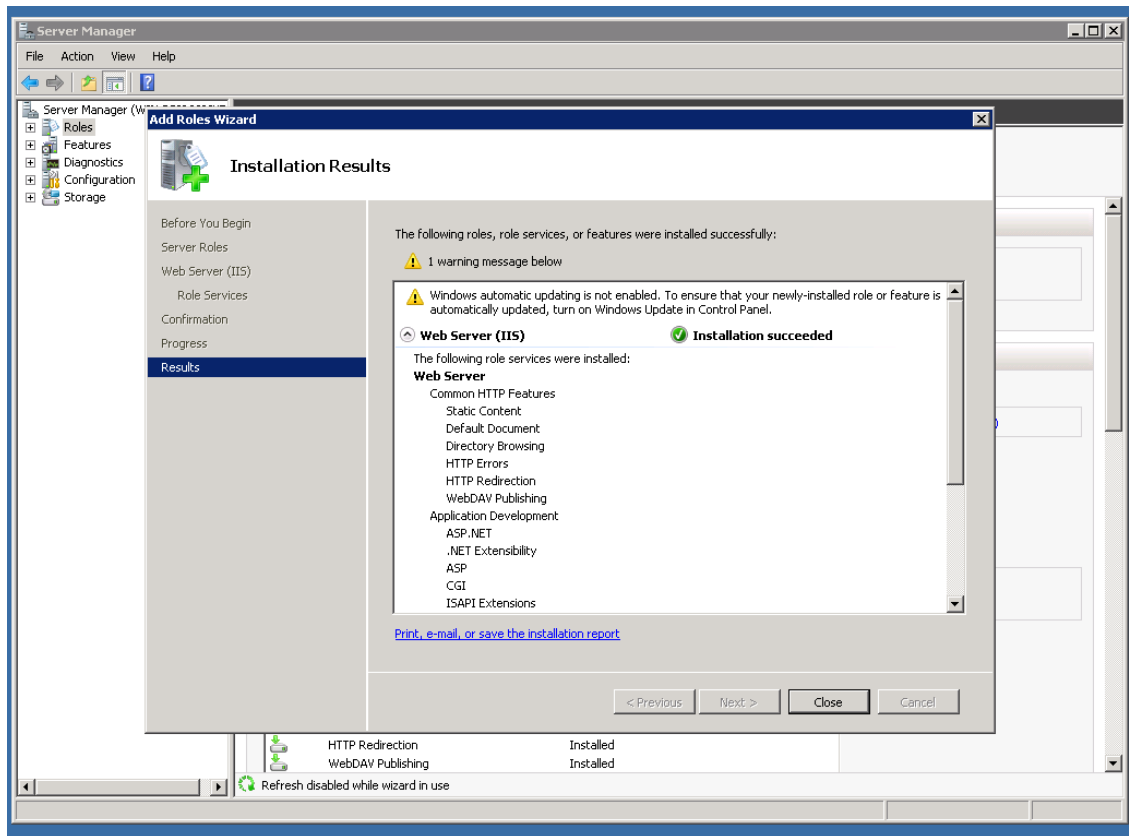 Server Manager
File Action View Help
Server Manager (
Roles
Features
Diagnostics
Configuration
Storage
Add Roles Wizard
Installation Results
Before You Begin
Server Roles
Web Server (IIS)
Role Services
Confirmation
Progress
Results
The following roles, role services, or features were installed successfully:
1 warning message below
Windows automatic updating is not enabled. To ensure that your newly-installed role or feature is
automatically updated, turn on Windows Update in Control Panel.
Web Server (IIS) Installation succeeded
The following role services were installed:
Web Server
Common HTTP Features
Static Content
Default Document
Directory Browsing
HTTP Errors
HTTP Redirection
WebDAV Publishing
Application Development
ASP.NET
.NET Extensibility
ASP
CGI
ISAPI Extensions
Print, e-mail, or save the installation report
< Previous Next > Close Cancel
HTTP Redirection Installed
WebDAV Publishing Installed
Refresh disabled while wizard in use